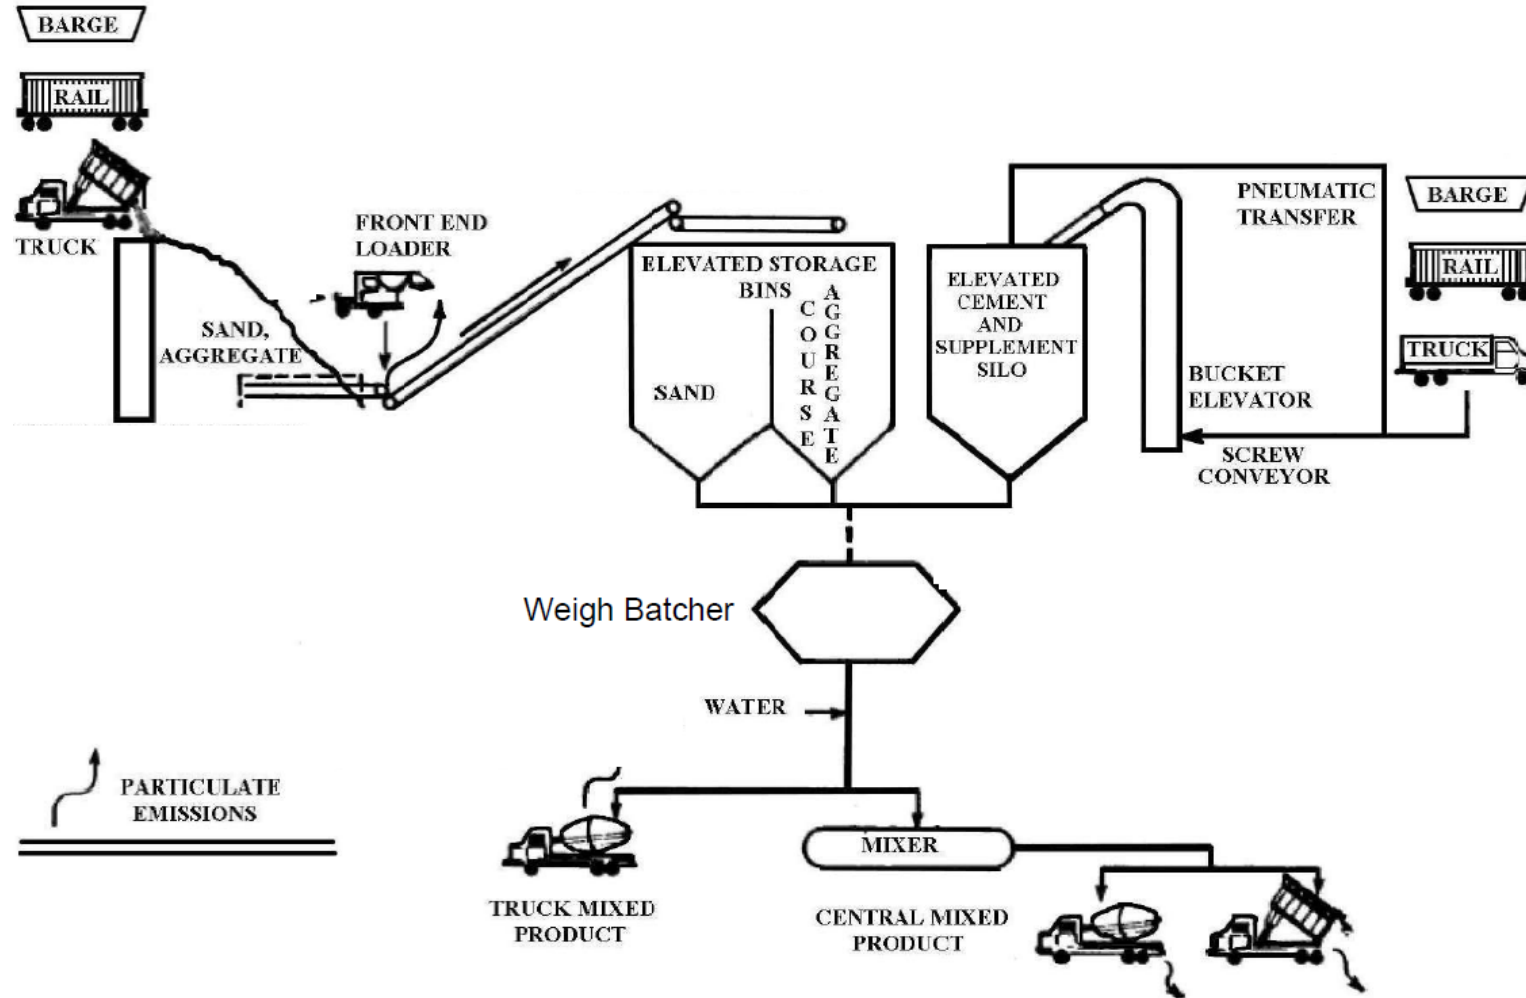 BARGE
RAIL
TRUCK
FRONT END
LOADER
SAND,
AGGREGATE
ELEVATED STORAGE
BINS
SAND
COURSE
AGGREGATE
ELEVATED
CEMENT
AND
SUPPLEMENT
SILO
PNEUMATIC
TRANSFER
BARGE
RAIL
TRUCK
BUCKET
ELEVATOR
SCREW
CONVEYOR
Weigh Batcher
WATER
PARTICULATE
EMISSIONS
MIXER
TRUCK MIXED
PRODUCT
CENTRAL MIXED
PRODUCT